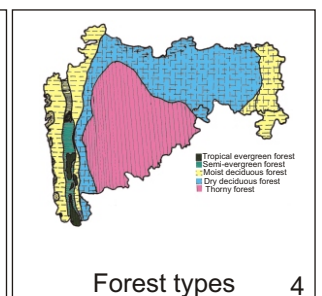 Tropical evergreen forest
Semi-evergreen forest
Moist deciduous forest
Dry deciduous forest
Thorny forest
Forest types 4